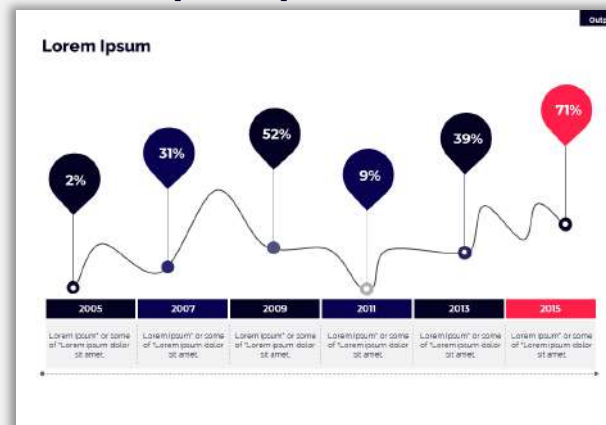 Outp
Lorem Ipsum
2%
31%
52%
9%
39%
71%
2005
2007
2009
2011
2013
2015
Lorem Ipsum" or some
of "Lorem ipsum dolor
sit amet.
Lorem Ipsum" or some
of "Lorem ipsum dolor
sit amet.
Lorem Ipsum" or some
of "Lorem ipsum dolor
sit amet.
Lorem Ipsum" or some
of "Lorem ipsum dolor
sit amet.
Lorem Ipsum" or some
of "Lorem ipsum dolor
sit amet.
Lorem Ipsum" or some
of "Lorem ipsum dolor
sit amet.